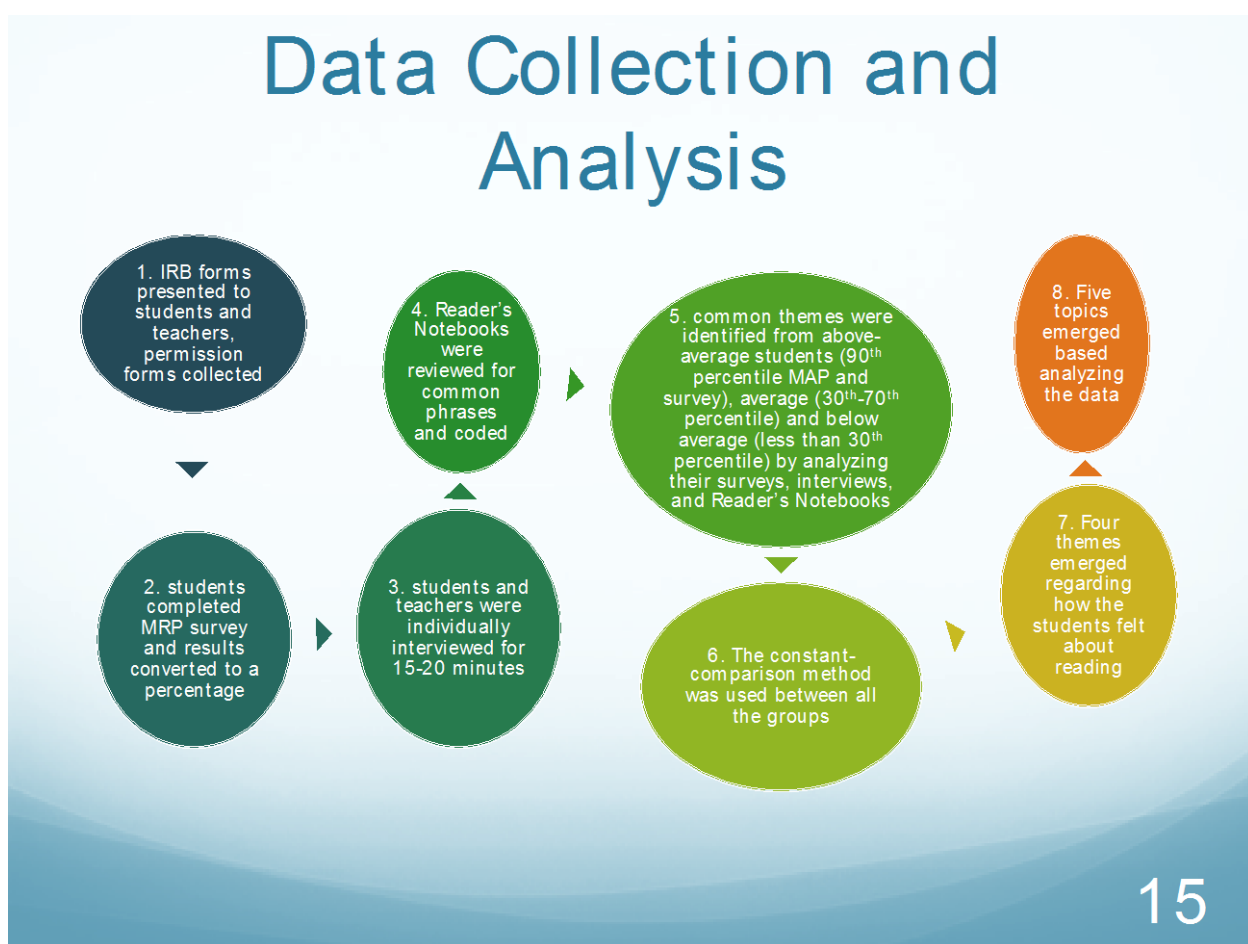 Data Collection and
Analysis
1. IRB forms
presented to
students and
teachers,
permission
forms collected
2. students
completed
MRP survey
and results
converted to a
percentage
3. students and
teachers were
individually
interviewed for
15-20 minutes
4. Reader’s
Notebooks
were
reviewed for
common
phrases
and coded
5. common themes were
identified from above-
average students (90th
percentile MAP and
survey), average (30th-70th
percentile) and below
average (less than 30th
percentile) by analyzing
their surveys, interviews,
and Reader’s Notebooks
6. The constant-
comparison method
was used between all
the groups
7. Four
themes
emerged
regarding
how the
students felt
about
reading
8. Five
topics
emerged
based
analyzing
the data
15